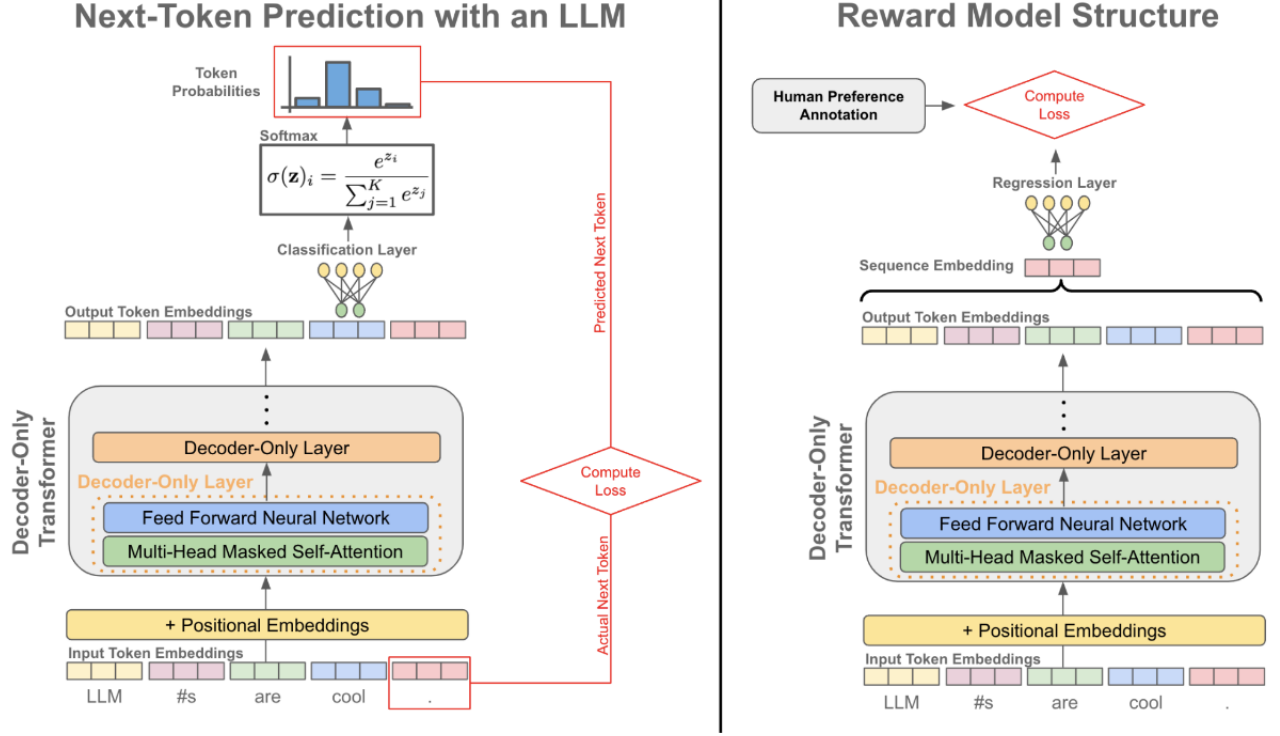 Next-Token Prediction with an LLM
Token
Probabilities
Softmax
σ(z)ᵢ = e^{z_i} / ∑_{j=1}^{K} e^{z_j}
Classification Layer
Output Token Embeddings
Decoder-Only
Transformer
Decoder-Only Layer
Decoder-Only Layer
Feed Forward Neural Network
Multi-Head Masked Self-Attention
+ Positional Embeddings
Input Token Embeddings
LLM #s are cool .
Predicted Next Token
Compute
Loss
Actual Next Token
Reward Model Structure
Human Preference
Annotation
Compute
Loss
Regression Layer
Sequence Embedding
Output Token Embeddings
Decoder-Only
Transformer
Decoder-Only Layer
Decoder-Only Layer
Feed Forward Neural Network
Multi-Head Masked Self-Attention
+ Positional Embeddings
Input Token Embeddings
LLM #s are cool .